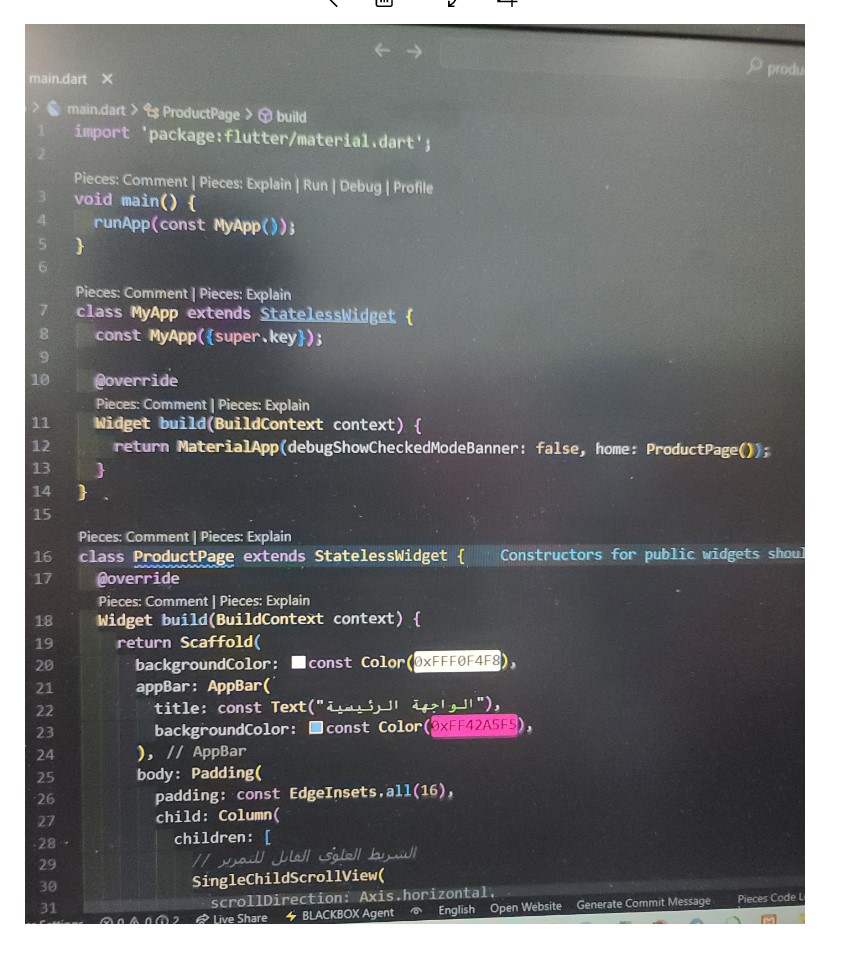 produ
main.dart ×
> main.dart > ProductPage > build
1 import 'package:flutter/material.dart';
2
Pieces: Comment | Pieces: Explain | Run | Debug | Profile
3 void main() {
4 runApp(const MyApp());
5 }
6
Pieces: Comment | Pieces: Explain
7 class MyApp extends StatelessWidget {
8 const MyApp({super.key});
9
10 @override
Pieces: Comment | Pieces: Explain
11 Widget build(BuildContext context) {
12 return MaterialApp(debugShowCheckedModeBanner: false, home: ProductPage());
13 }
14 }
15
Pieces: Comment | Pieces: Explain
16 class ProductPage extends StatelessWidget { Constructors for public widgets shoul
17 @override
Pieces: Comment | Pieces: Explain
18 Widget build(BuildContext context) {
19 return Scaffold(
20 backgroundColor: const Color(0xFFF0F4F8),
21 appBar: AppBar(
22 title: const Text("الواجهة الرئيسية"),
23 backgroundColor: const Color(0xFF42A5F5),
24 ), // AppBar
25 body: Padding(
26 padding: const EdgeInsets.all(16),
27 child: Column(
28 children: [
29 // الشريط العلوي القابل للتمرير
30 SingleChildScrollView(
31 scrollDirection: Axis.horizontal,
0 0 2 Live Share BLACKBOX Agent English Open Website Generate Commit Message Pieces Code L